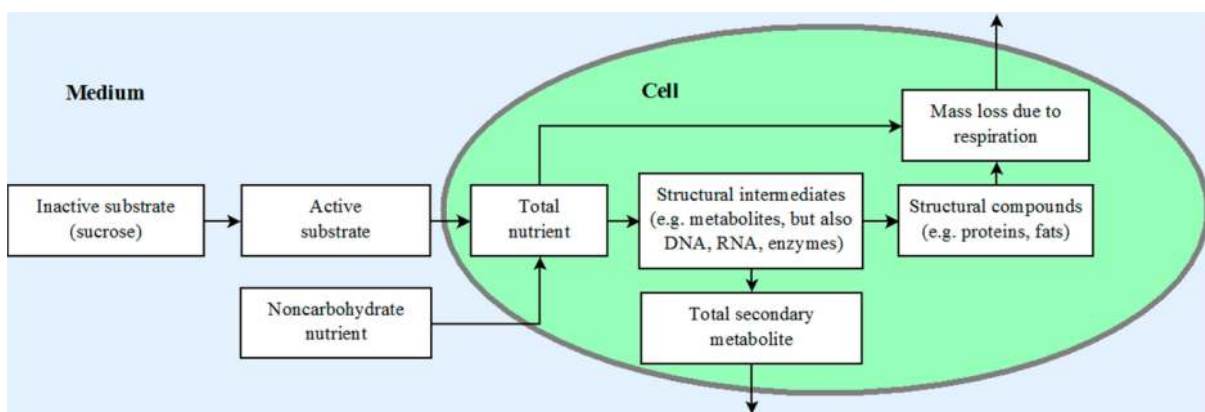 Medium
Cell
Mass loss due to
respiration
Inactive substrate
(sucrose)
Active
substrate
Total
nutrient
Structural intermediates
(e.g. metabolites, but also
DNA, RNA, enzymes)
Structural compounds
(e.g. proteins, fats)
Noncarbohydrate
nutrient
Total secondary
metabolite